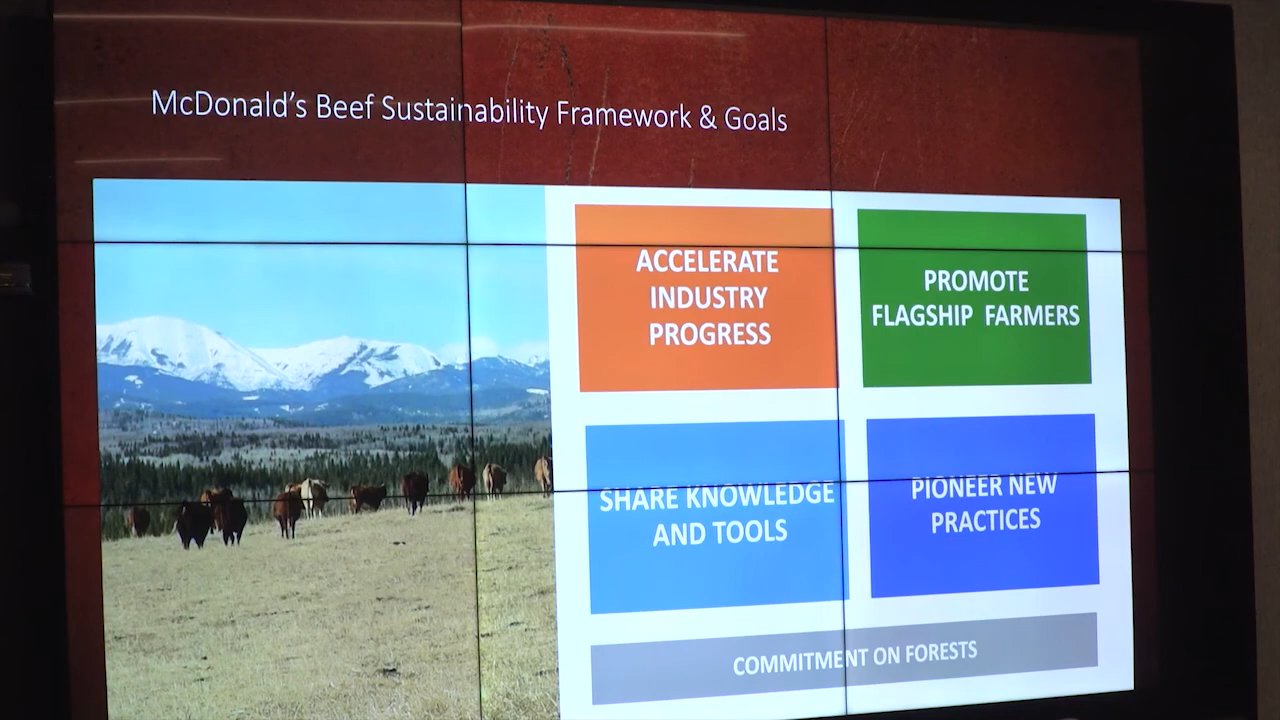 McDonald's Beef Sustainability Framework & Goals
ACCELERATE
INDUSTRY
PROGRESS
PROMOTE
FLAGSHIP FARMERS
SHARE KNOWLEDGE
AND TOOLS
PIONEER NEW
PRACTICES
COMMITMENT ON FORESTS